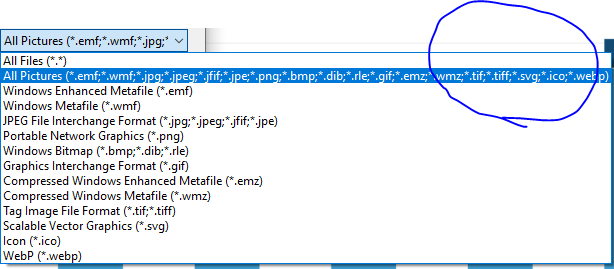 All Pictures (*.emf;*.wmf;*.jpg;*
All Files (*.*)
All Pictures (*.emf;*.wmf;*.jpg;*.jpeg;*.jfif;*.jpe;*.png;*.bmp;*.dib;*.rle;*.gif;*.emz;*.wmz;*.tif;*.tiff;*.svg;*.ico;*.webp)
Windows Enhanced Metafile (*.emf)
Windows Metafile (*.wmf)
JPEG File Interchange Format (*.jpg;*.jpeg;*.jfif;*.jpe)
Portable Network Graphics (*.png)
Windows Bitmap (*.bmp;*.dib;*.rle)
Graphics Interchange Format (*.gif)
Compressed Windows Enhanced Metafile (*.emz)
Compressed Windows Metafile (*.wmz)
Tag Image File Format (*.tif;*.tiff)
Scalable Vector Graphics (*.svg)
Icon (*.ico)
WebP (*.webp)